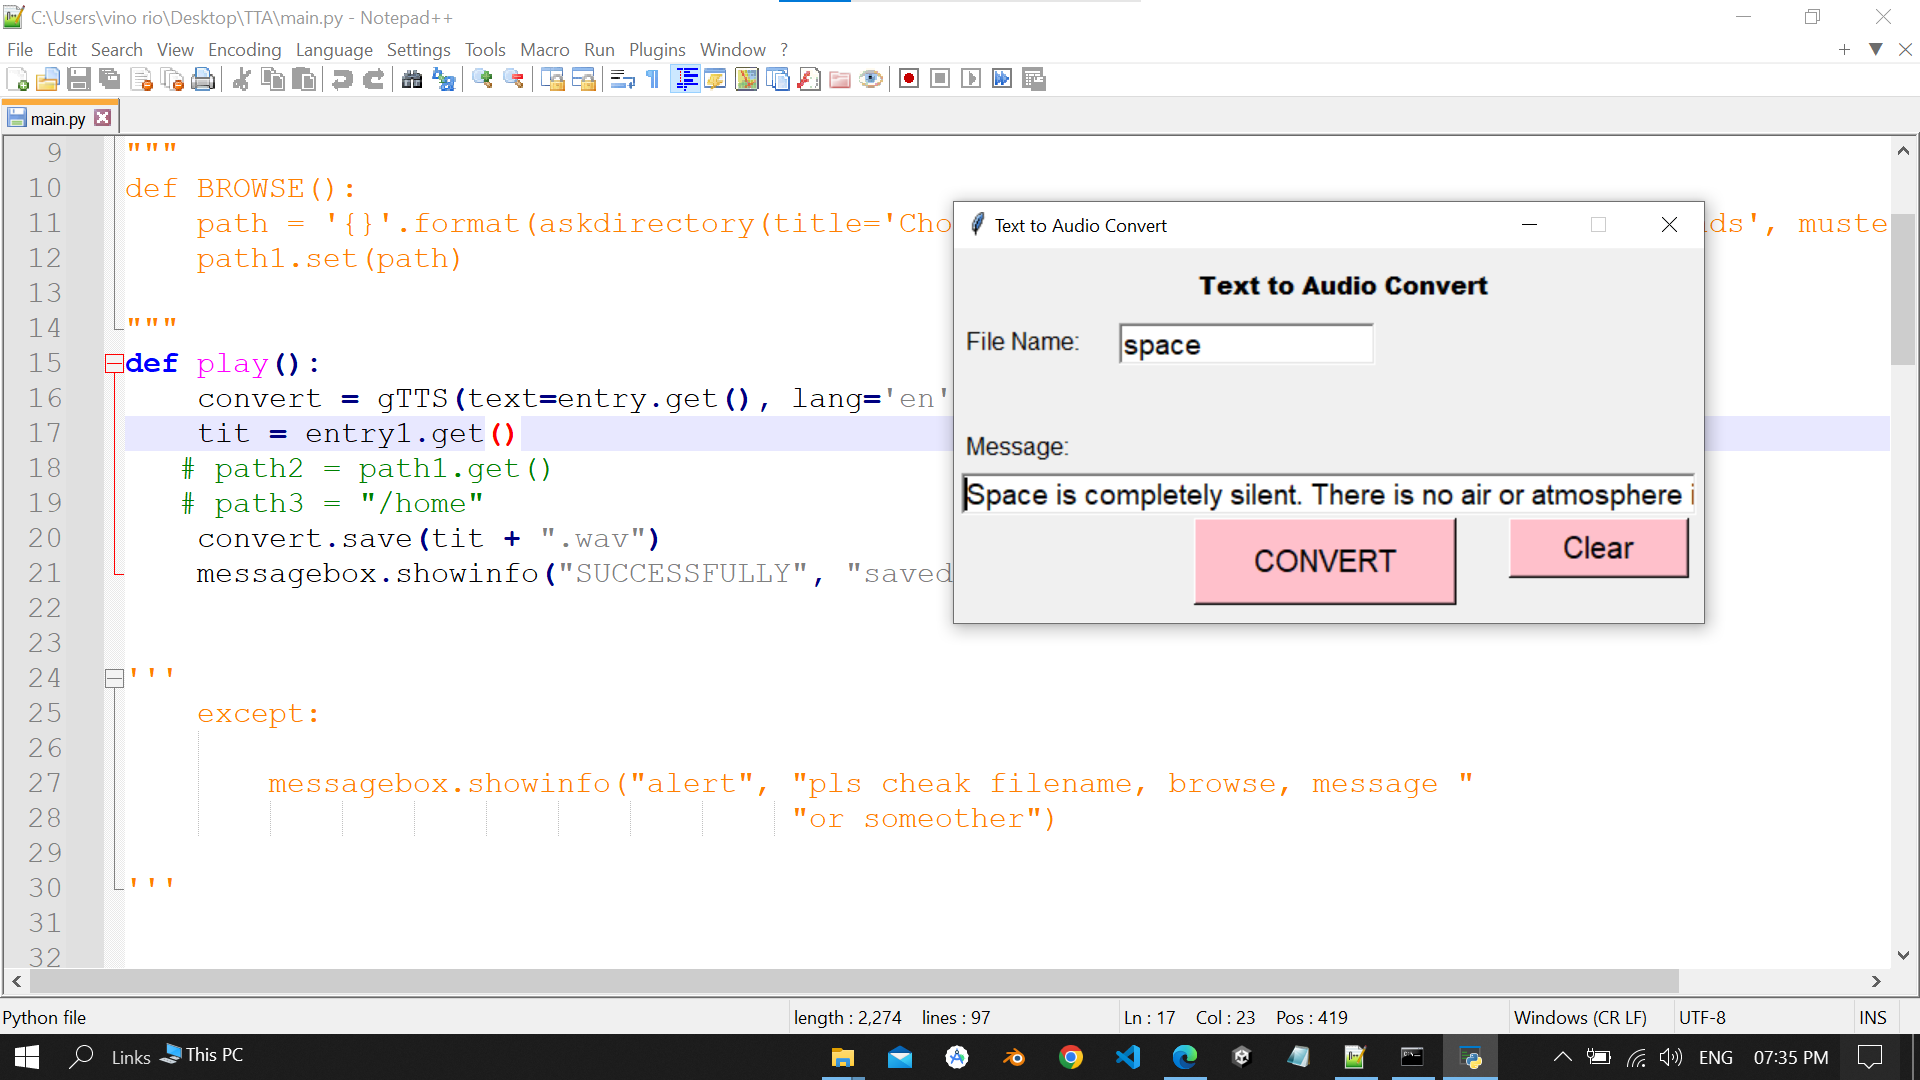 C:\Users\vino rio\Desktop\TTA\main.py - Notepad++
File Edit Search View Encoding Language Settings Tools Macro Run Plugins Window ?
main.py
9 """
10 def BROWSE():
11 path = '{}'.format(askdirectory(title='Cho ds', muste
12 path1.set(path)
13
14 """
15 def play():
16 convert = gTTS(text=entry.get(), lang='en'
17 tit = entry1.get()
18 # path2 = path1.get()
19 # path3 = "/home"
20 convert.save(tit + ".wav")
21 messagebox.showinfo("SUCCESSFULLY", "saved
22
23
24 '''
25 except:
26
27 messagebox.showinfo("alert", "pls cheak filename, browse, message "
28 "or someother")
29
30 '''
31
32
Text to Audio Convert
Text to Audio Convert
File Name: space
Message:
Space is completely silent. There is no air or atmosphere i
CONVERT Clear
Python file length : 2,274 lines : 97 Ln : 17 Col : 23 Pos : 419 Windows (CR LF) UTF-8 INS
Links This PC ENG 07:35 PM